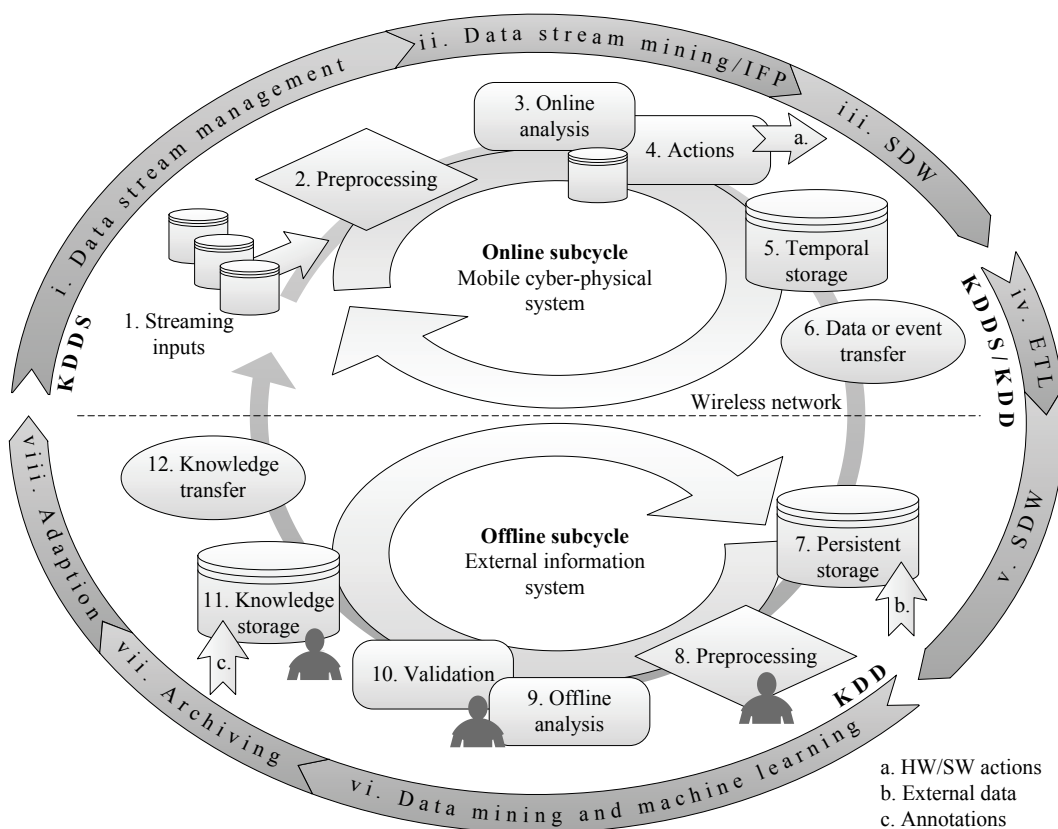 i. Data stream management
ii. Data stream mining/IFP
iii. SDW
iv. ETL
v. SDW
vi. Data mining and machine learning
vii. Archiving
viii. Adaption
KDDS
KDDS/KDD
KDD
1. Streaming
inputs
2. Preprocessing
3. Online
analysis
4. Actions
a.
5. Temporal
storage
6. Data or event
transfer
Online subcycle
Mobile cyber-physical
system
Wireless network
Offline subcycle
External information
system
7. Persistent
storage
b.
8. Preprocessing
9. Offline
analysis
10. Validation
11. Knowledge
storage
c.
12. Knowledge
transfer
a. HW/SW actions
b. External data
c. Annotations